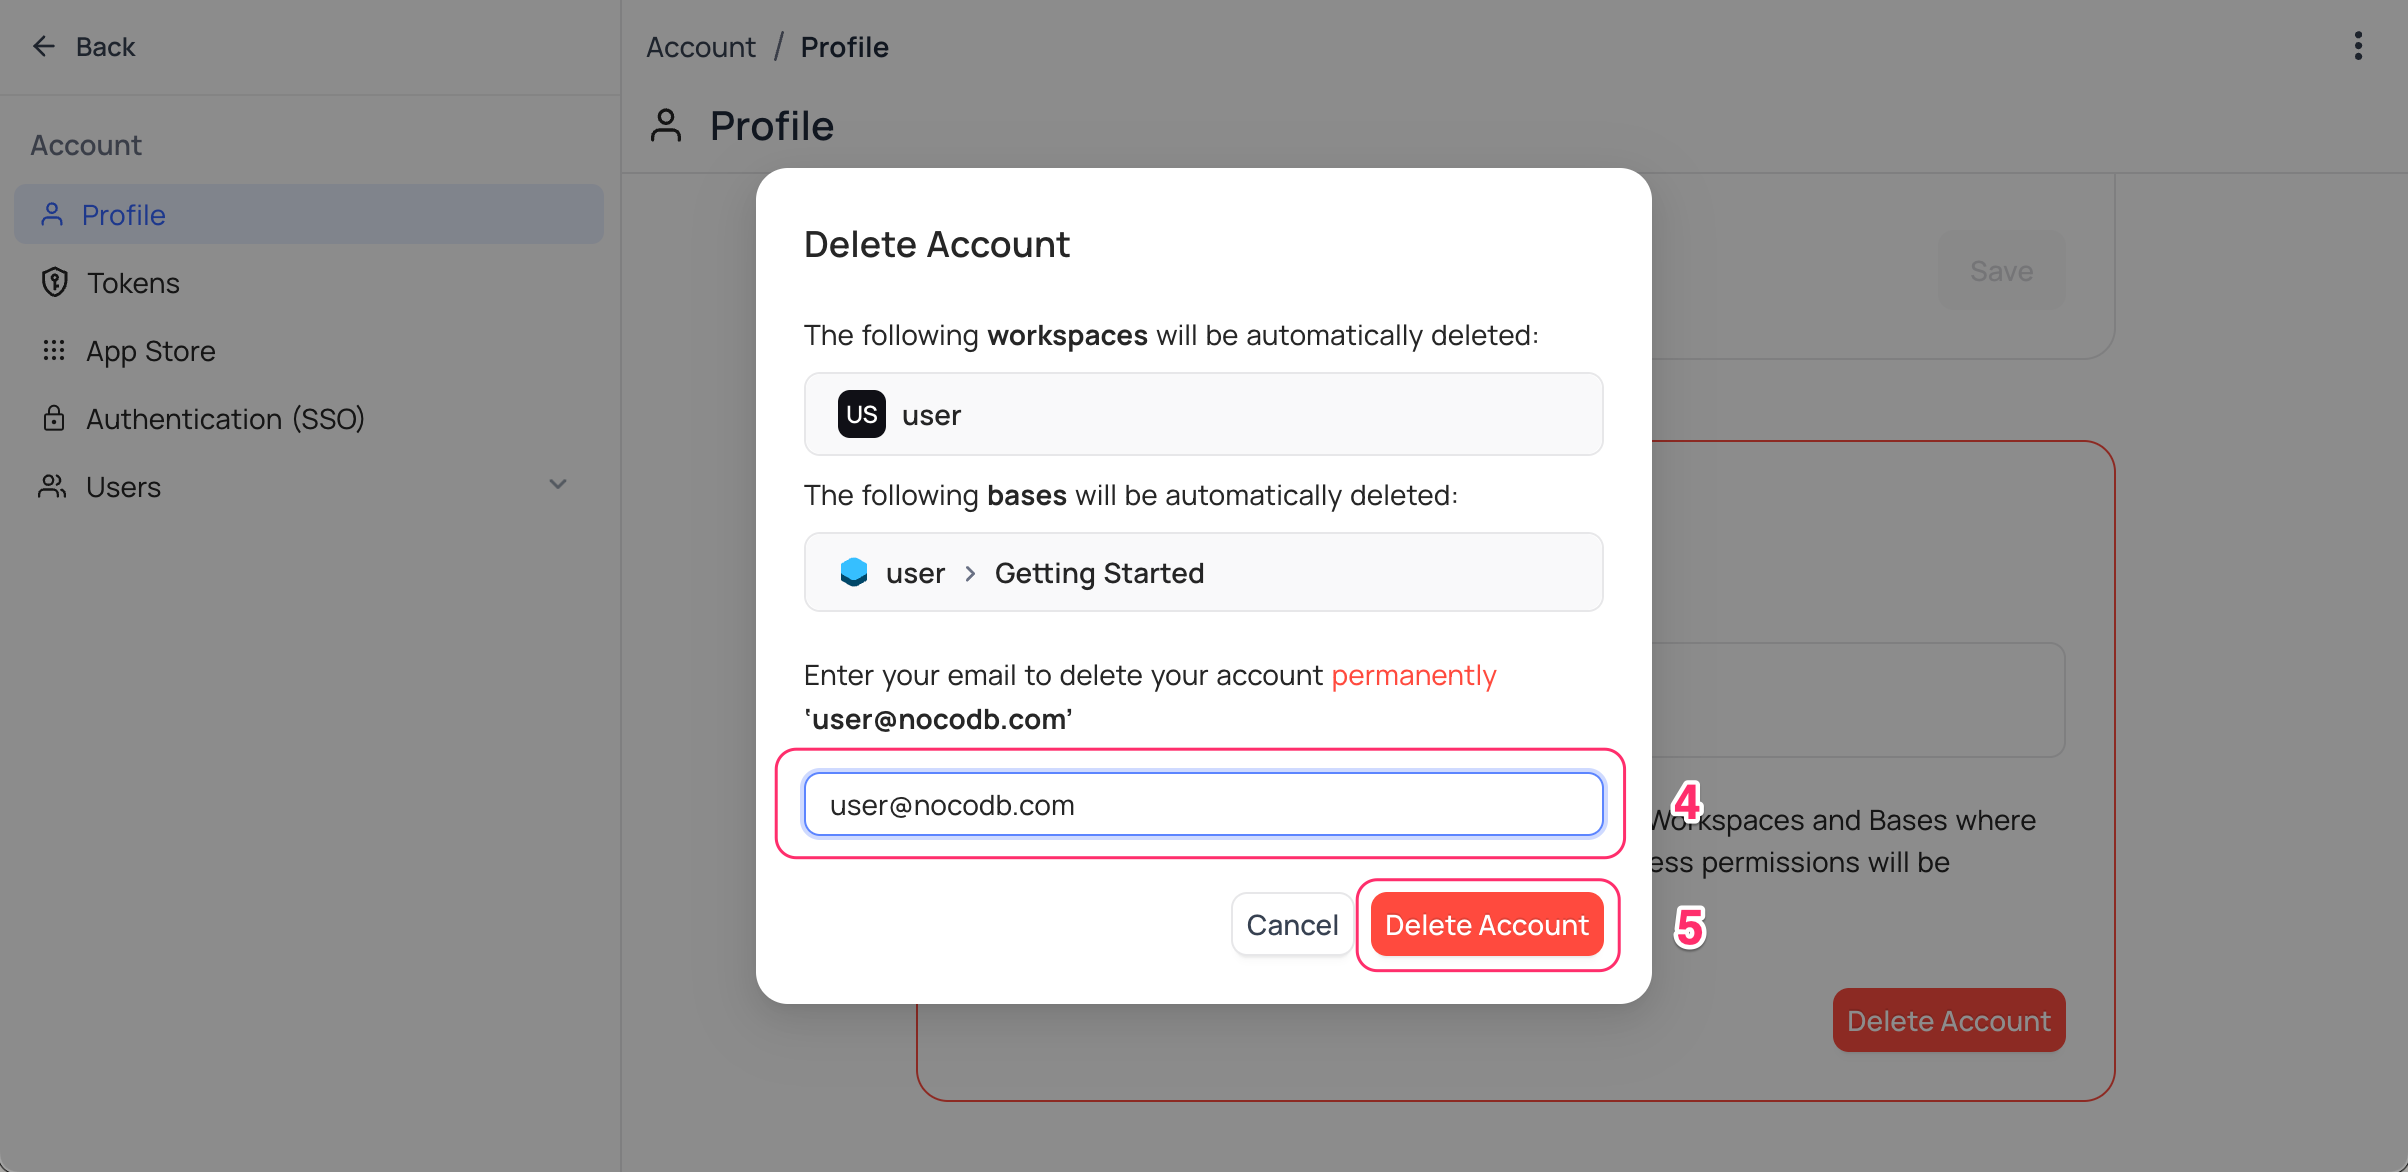 Back
Account / Profile
Profile
Account
Profile
Tokens
App Store
Authentication (SSO)
Users
Save
Delete Account
The following workspaces will be automatically deleted:
US user
The following bases will be automatically deleted:
user > Getting Started
Enter your email to delete your account permanently
‘user@nocodb.com’
user@nocodb.com
4
Workspaces and Bases where
permissions will be
Cancel
Delete Account
5
Delete Account